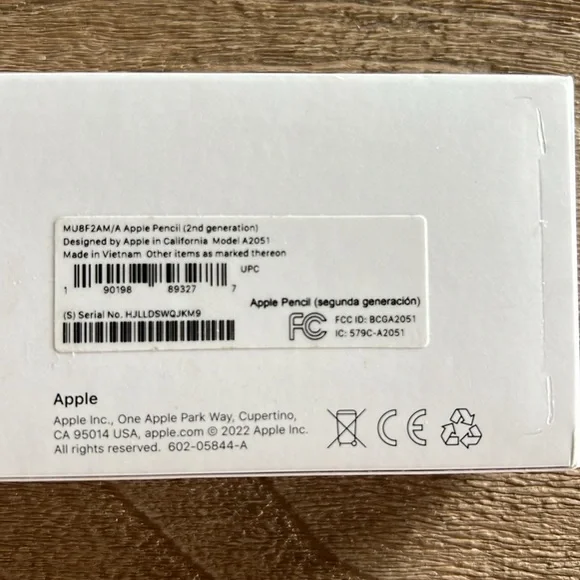 MU8F2AM/A Apple Pencil (2nd generation)
Designed by Apple in California Model A2051
Made in Vietnam Other items as marked thereon
UPC
1 90198 89327 7
Apple Pencil (segunda generación)
(S) Serial No. HJLLDSWQJKM9
FC FCC ID: BCGA2051
IC: 579C-A2051
Apple
Apple Inc., One Apple Park Way, Cupertino,
CA 95014 USA, apple.com © 2022 Apple Inc.
All rights reserved. 602-05844-A
CE